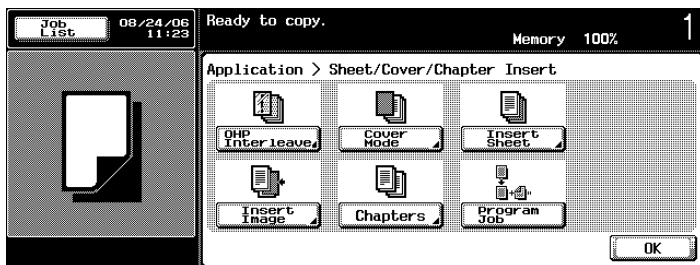 Job
List
08/24/06
11:23
Ready to copy.
Memory 100%
1
Application > Sheet/Cover/Chapter Insert
OHP
Interleave
Cover
Mode
Insert
Sheet
Insert
Image
Chapters
Program
Job
OK